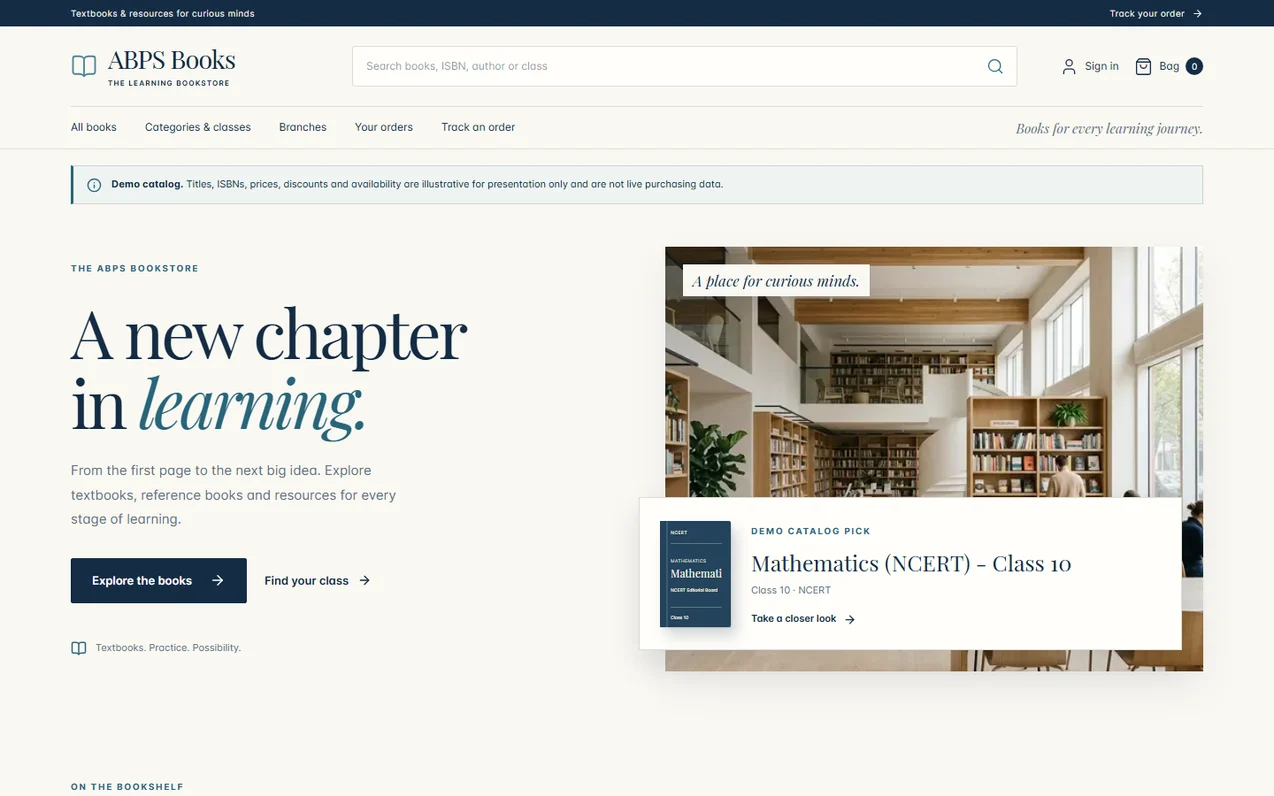 Textbooks & resources for curious minds
Track your order
ABPS Books
THE LEARNING BOOKSTORE
Search books, ISBN, author or class
Sign in
Bag
0
All books
Categories & classes
Branches
Your orders
Track an order
Books for every learning journey.
Demo catalog. Titles, ISBNs, prices, discounts and availability are illustrative for presentation only and are not live purchasing data.
THE ABPS BOOKSTORE
A new chapter
in learning.
From the first page to the next big idea. Explore
textbooks, reference books and resources for every
stage of learning.
Explore the books
Find your class
Textbooks. Practice. Possibility.
A place for curious minds.
NCERT
MATHEMATICS
Mathemati
NCERT Editorial Board
Class 10
DEMO CATALOG PICK
Mathematics (NCERT) – Class 10
Class 10 · NCERT
Take a closer look
ON THE BOOKSHELF